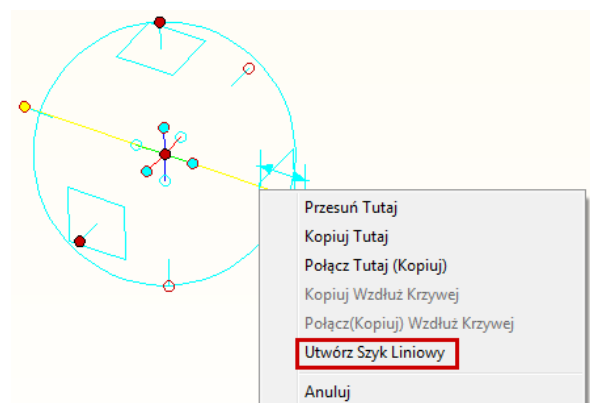 Przesuń Tutaj
Kopiuj Tutaj
Połącz Tutaj (Kopiuj)
Kopiuj Wzdłuż Krzywej
Połącz(Kopiuj) Wzdłuż Krzywej
Utwórz Szyk Liniowy
Anuluj